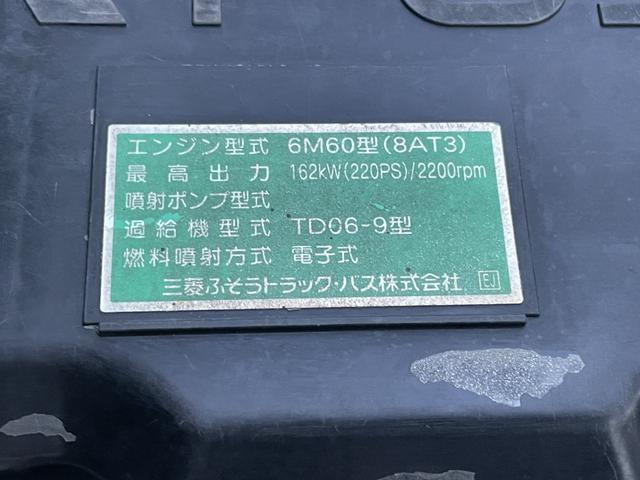 エンジン型式 6M60型(8AT3)
最高出力 162kW(220PS)/2200rpm
噴射ポンプ型式
過給機型式 TD06-9型
燃料噴射方式 電子式
三菱ふそうトラック・バス株式会社 EJ